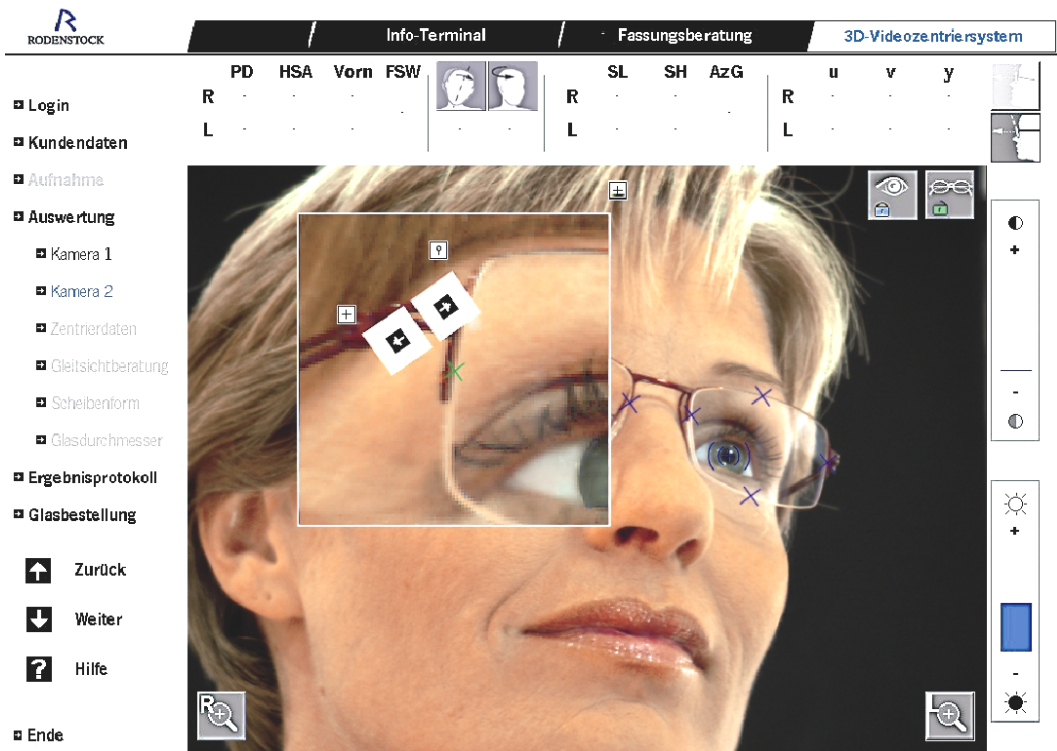 R
RODENSTOCK
Info-Terminal
Fassungsberatung
3D-Videozentriersystem
PD HSA Vorn FSW
SL SH AzG
u v y
R R R
L L L
Login
Kundendaten
Aufnahme
Auswertung
Kamera 1
Kamera 2
Zentrierdaten
Gleitsichtberatung
Scheibenform
Glasdurchmesser
Ergebnisprotokoll
Glasbestellung
Zurück
Weiter
? Hilfe
Ende
+
-
+
-
R
L